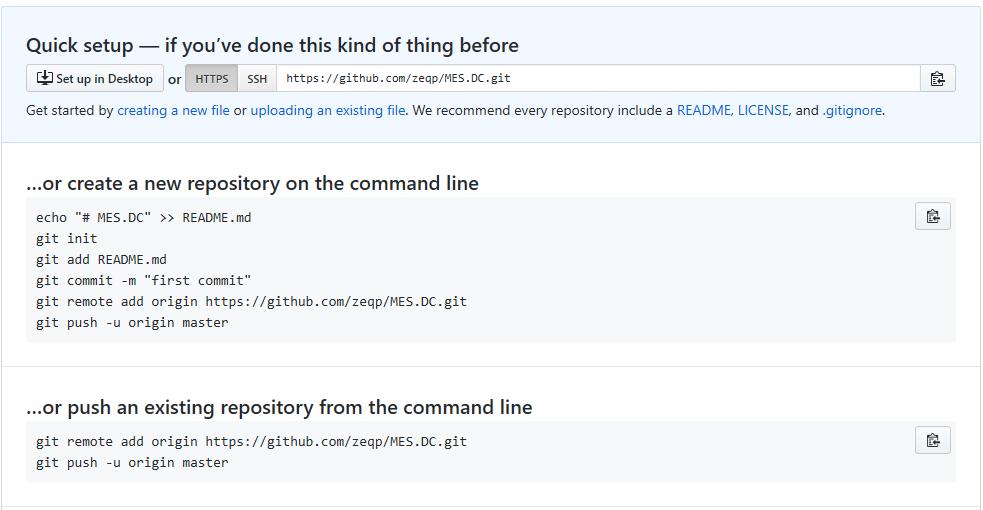 Quick setup — if you’ve done this kind of thing before
Set up in Desktop or HTTPS SSH https://github.com/zeqp/MES.DC.git
Get started by creating a new file or uploading an existing file. We recommend every repository include a README, LICENSE, and .gitignore.
…or create a new repository on the command line
echo "# MES.DC" >> README.md
git init
git add README.md
git commit -m "first commit"
git remote add origin https://github.com/zeqp/MES.DC.git
git push -u origin master
…or push an existing repository from the command line
git remote add origin https://github.com/zeqp/MES.DC.git
git push -u origin master